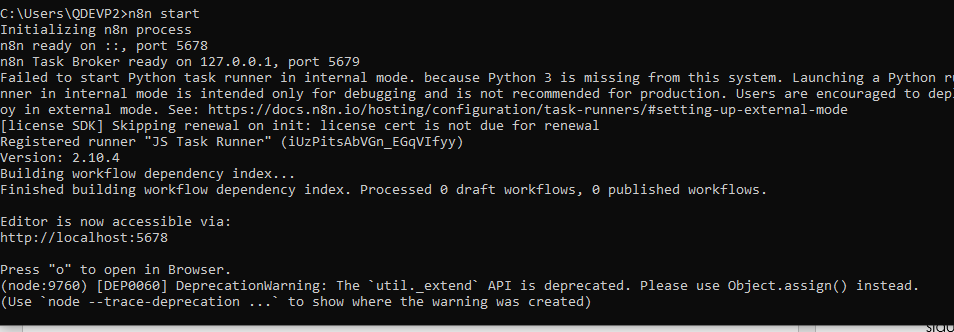 C:\Users\QDEVP2>n8n start
Initializing n8n process
n8n ready on ::, port 5678
n8n Task Broker ready on 127.0.0.1, port 5679
Failed to start Python task runner in internal mode. because Python 3 is missing from this system. Launching a Python r
nner in internal mode is intended only for debugging and is not recommended for production. Users are encouraged to dep
oy in external mode. See: https://docs.n8n.io/hosting/configuration/task-runners/#setting-up-external-mode
[license SDK] Skipping renewal on init: license cert is not due for renewal
Registered runner "JS Task Runner" (iUzPitsAbVGn_EGqVIfyy)
Version: 2.10.4
Building workflow dependency index...
Finished building workflow dependency index. Processed 0 draft workflows, 0 published workflows.
Editor is now accessible via:
http://localhost:5678
Press "o" to open in Browser.
(node:9760) [DEP0060] DeprecationWarning: The `util._extend` API is deprecated. Please use Object.assign() instead.
(Use `node --trace-deprecation ...` to show where the warning was created)